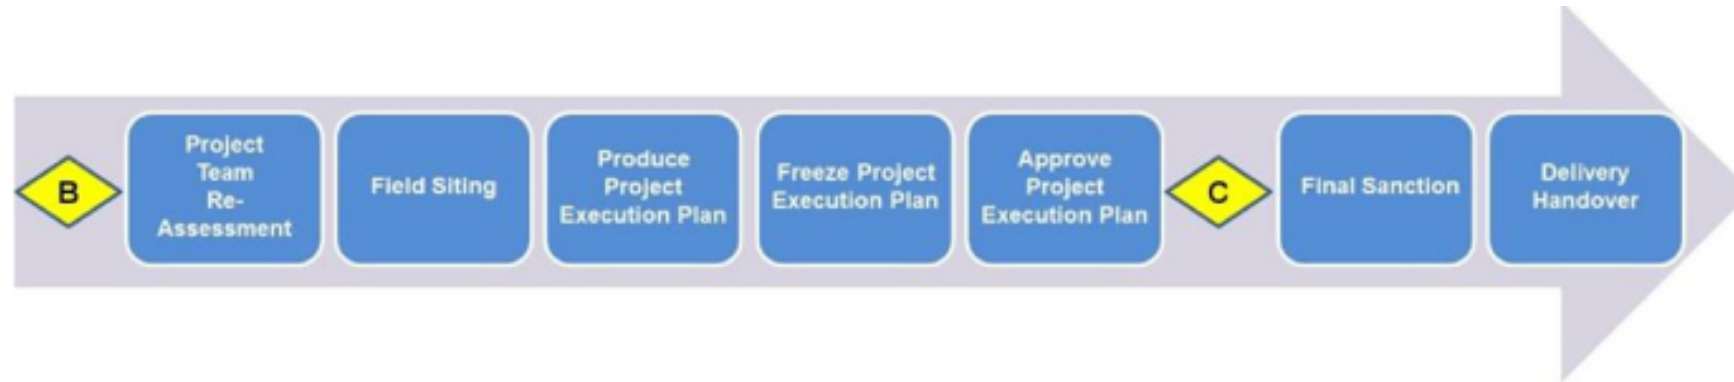 B
Project
Team
Re-
Assessment
Field Siting
Produce
Project
Execution Plan
Freeze Project
Execution Plan
Approve
Project
Execution Plan
C
Final Sanction
Delivery
Handover